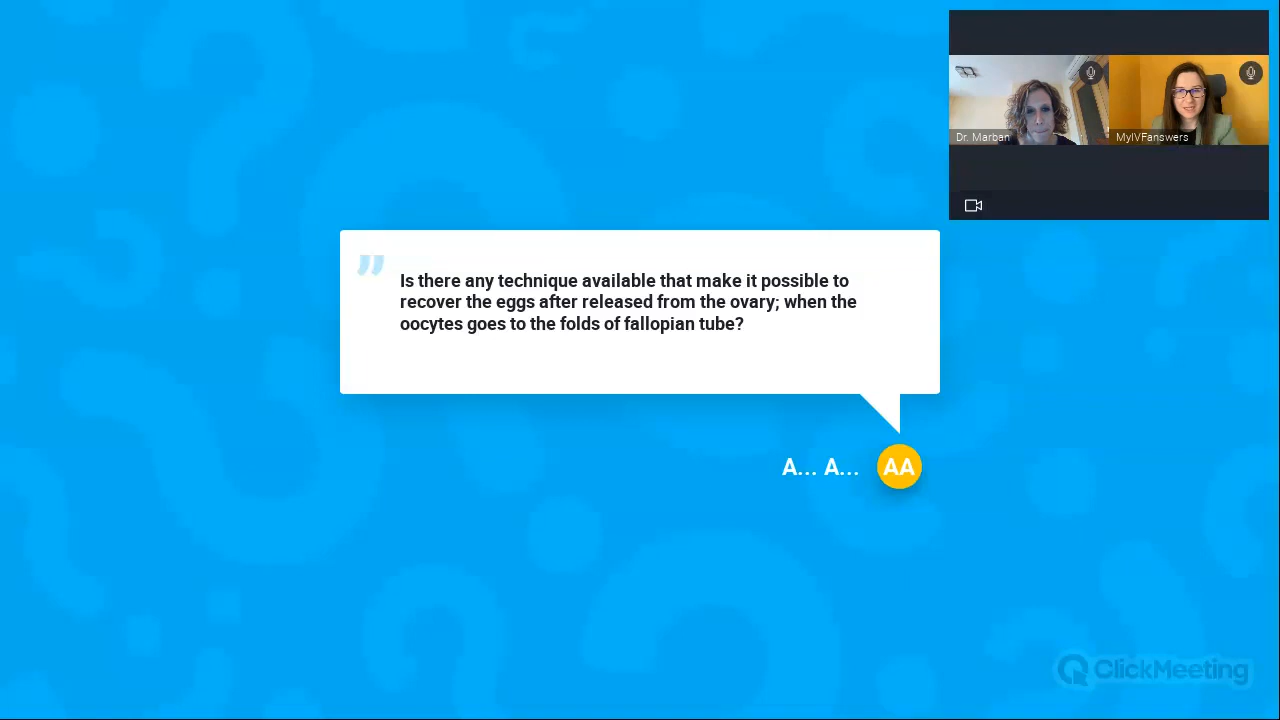 Dr. Marban
MyIVFanswers
Is there any technique available that make it possible to
recover the eggs after released from the ovary; when the
oocytes goes to the folds of fallopian tube?
A... A...
AA
ClickMeeting